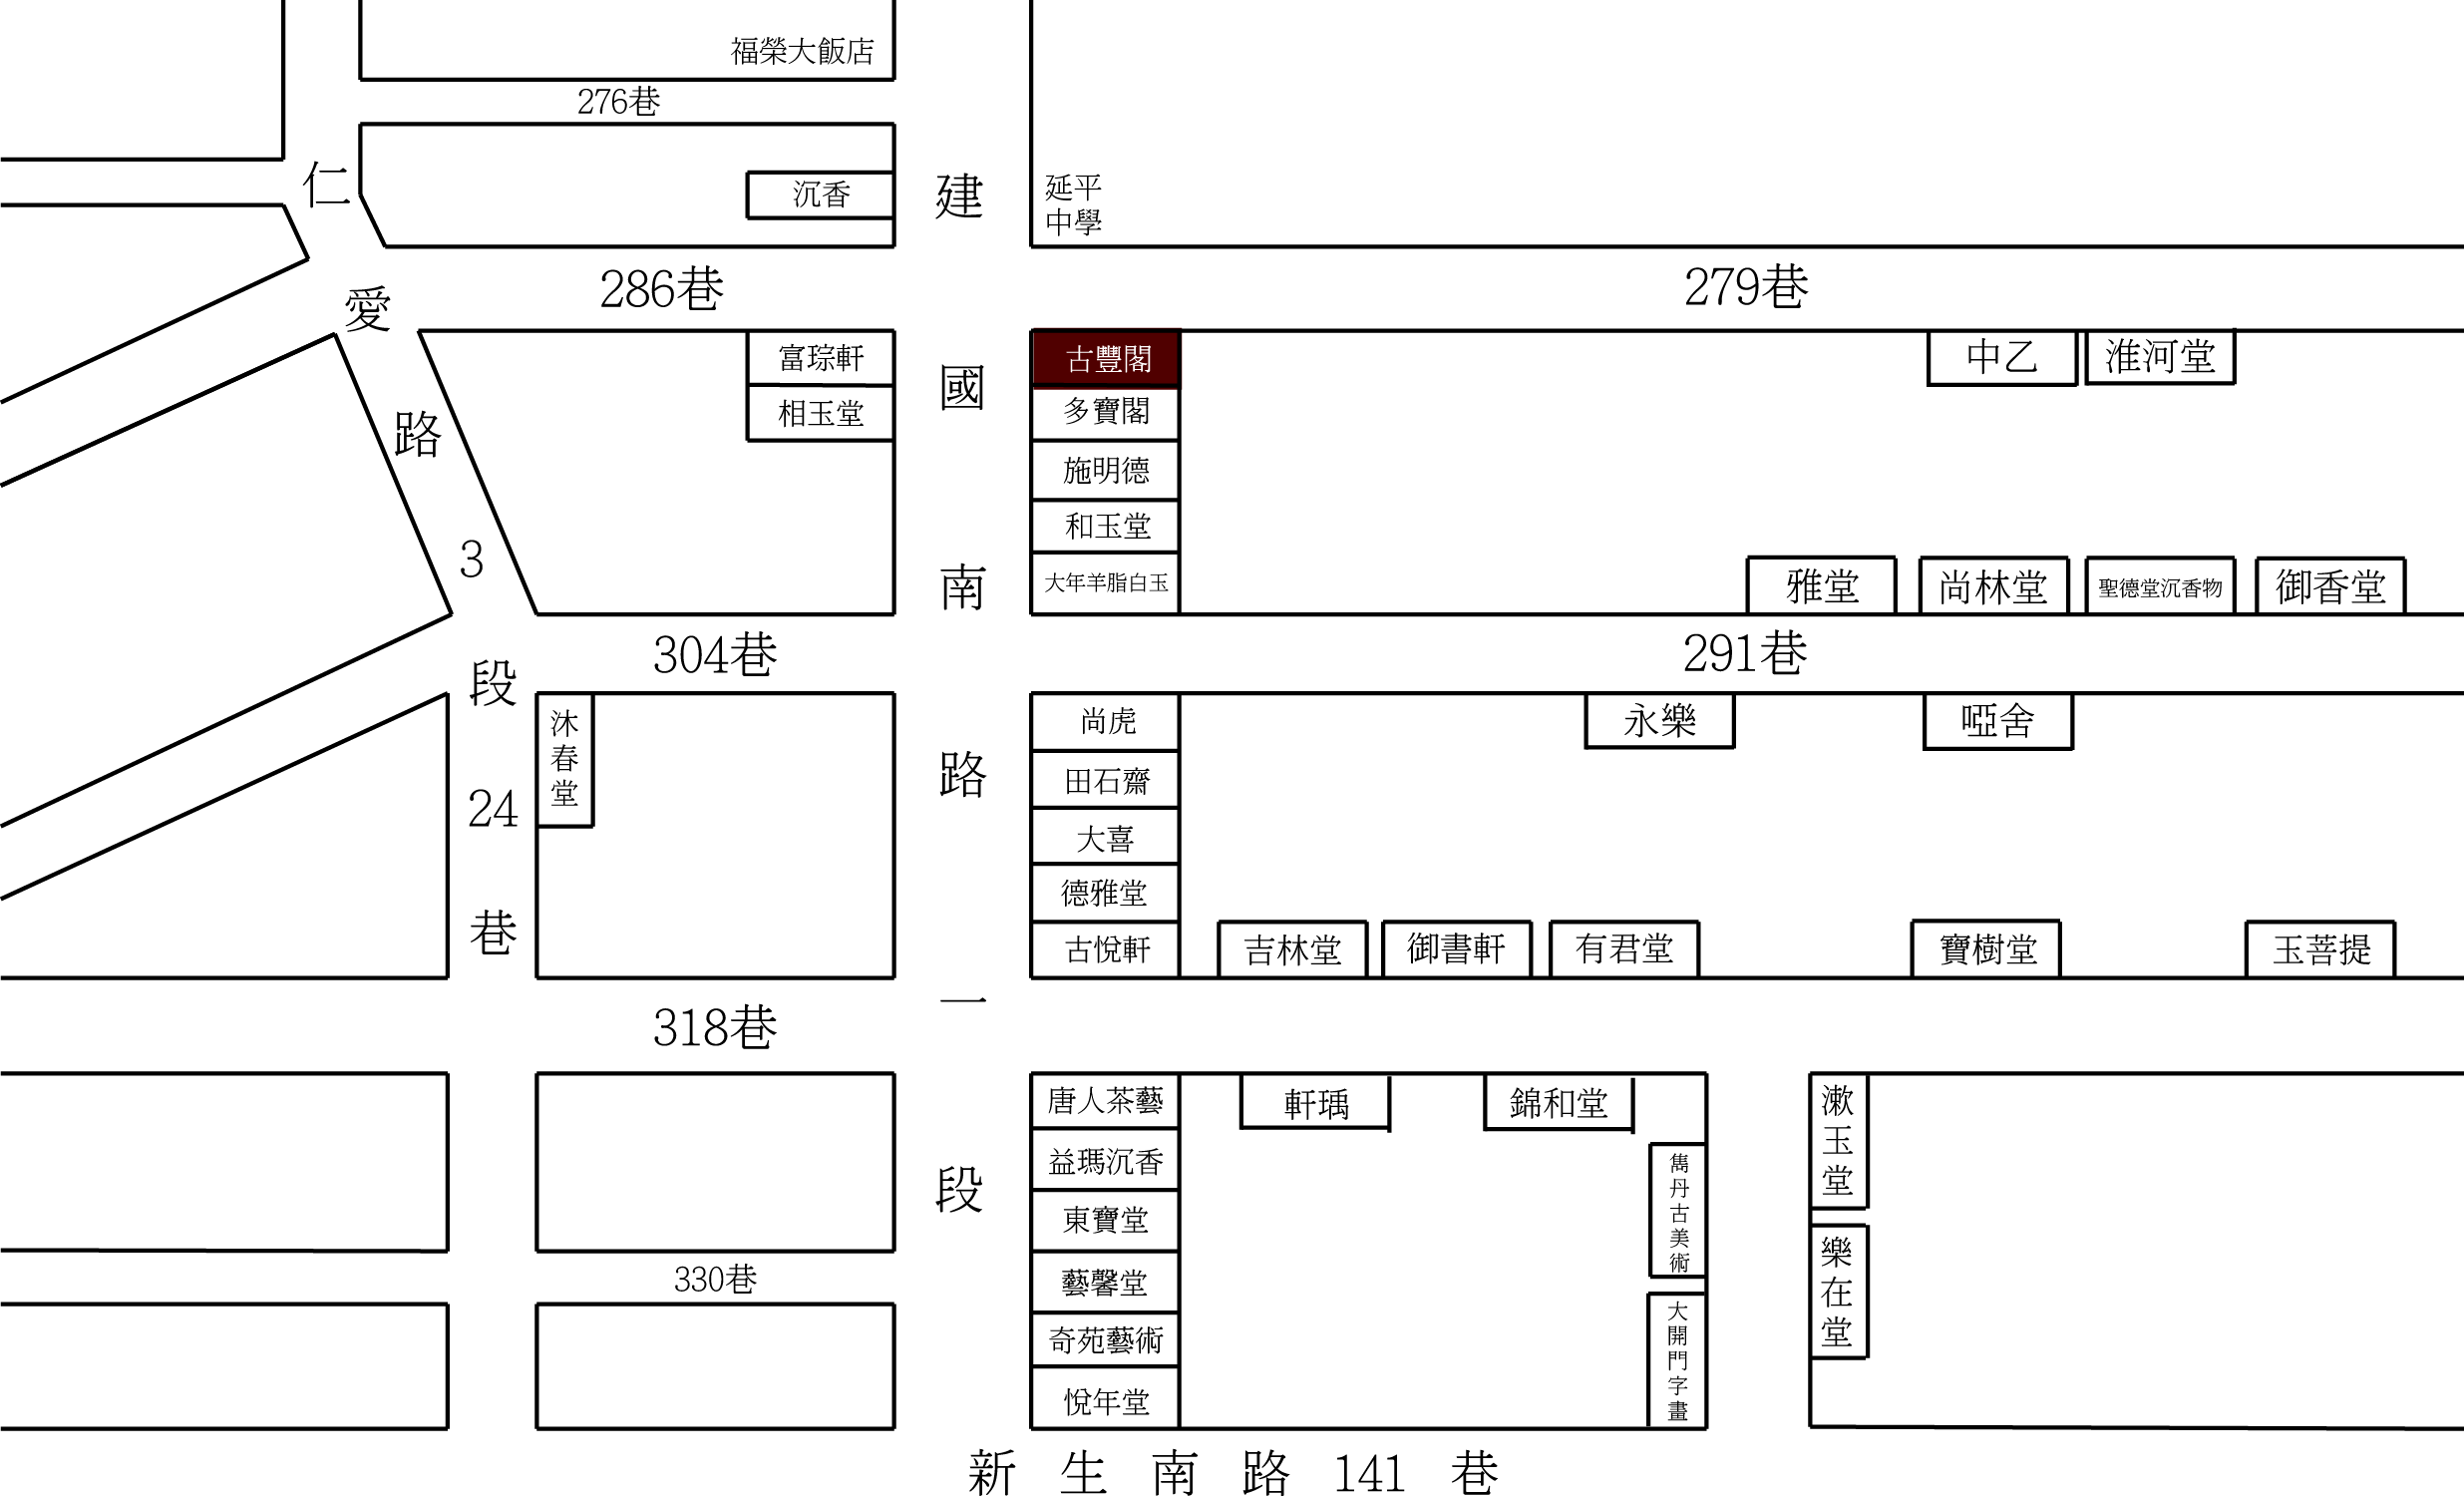 福榮大飯店
276巷
沉香
延平
中學
286巷
279巷
仁愛路3段24巷
建國南路一段
富琮軒
相玉堂
古豐閣
多寶閣
施明德
和玉堂
大年羊脂白玉
中乙
淮河堂
雅堂
尚林堂
聖德堂沉香物
御香堂
304巷
291巷
沐春堂
尚虎
田石齋
大喜
德雅堂
古悅軒
永樂
啞舍
吉林堂
御書軒
有君堂
寶樹堂
玉菩提
318巷
唐人茶藝
益瑪沉香
東寶堂
藝馨堂
奇苑藝術
悅年堂
軒瑀
錦和堂
雋丹古美術
大開門字畫
漱玉堂
樂在堂
330巷
新生南路141巷